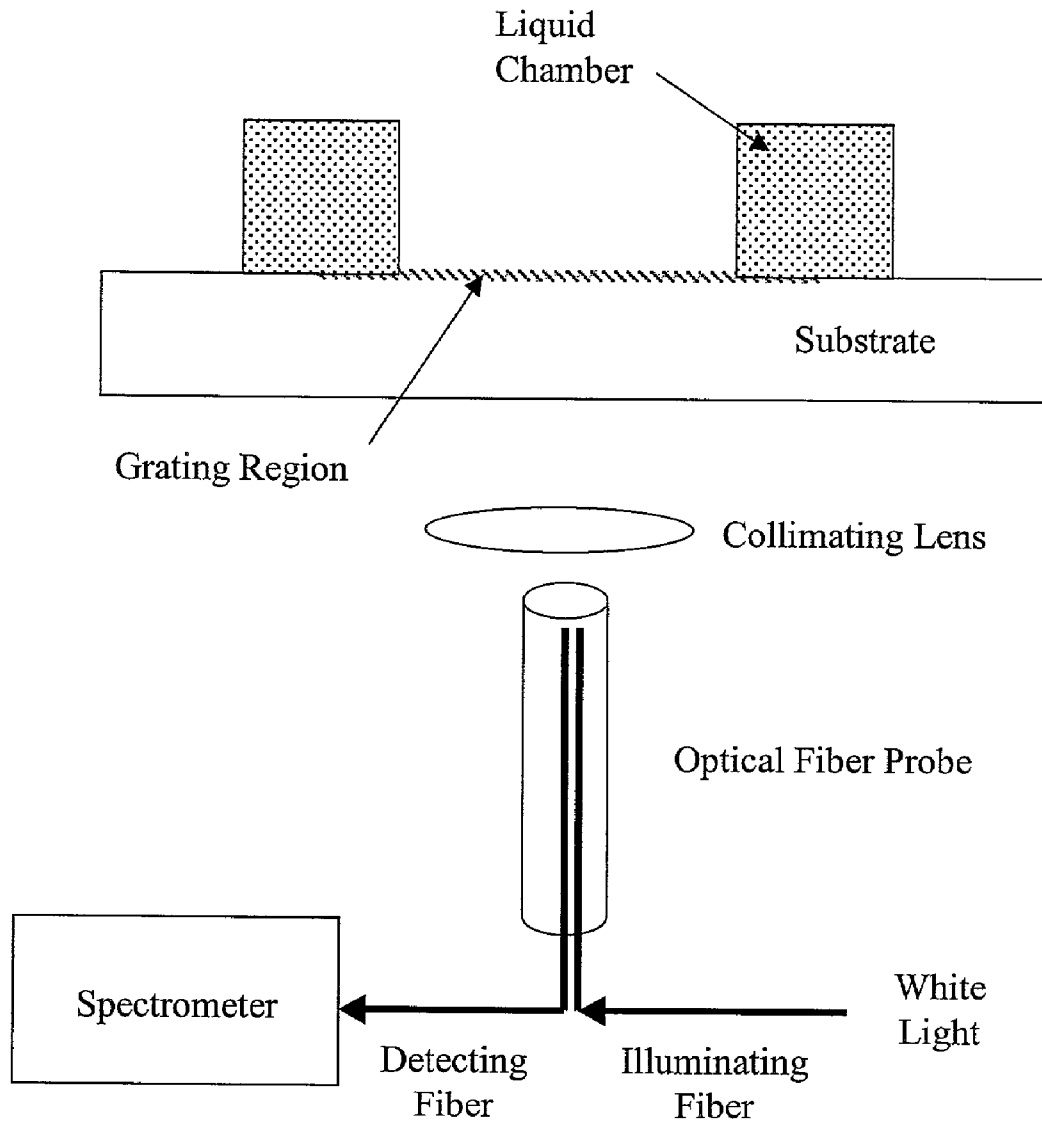 Liquid
Chamber
Substrate
Grating Region
Collimating Lens
Optical Fiber Probe
Spectrometer
White
Light
Detecting
Fiber
Illuminating
Fiber